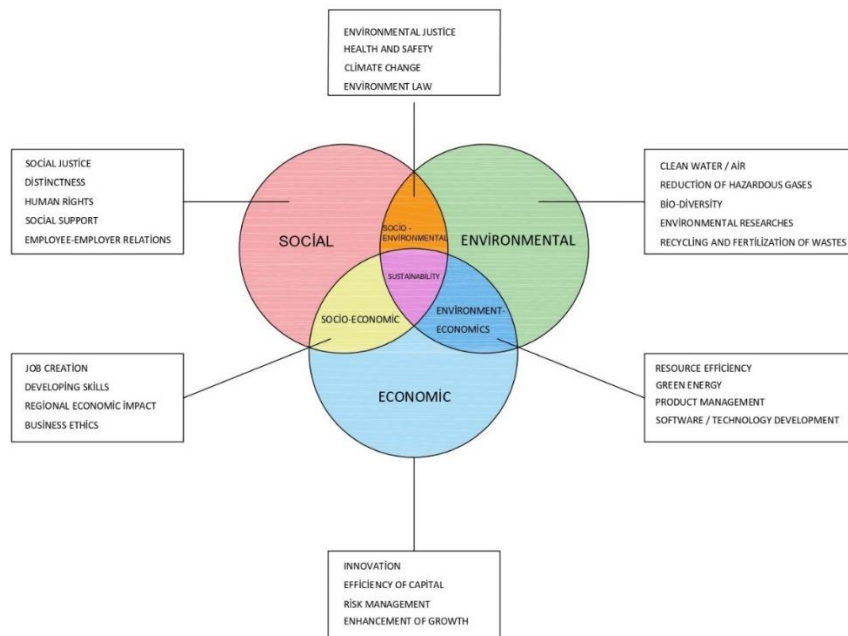 ENVİRONMENTAL JUSTİCE
HEALTH AND SAFETY
CLİMATE CHANGE
ENVİRONMENT LAW
SOCİAL JUSTİCE
DİSTİNCTNESS
HUMAN RİGHTS
SOCİAL SUPPORT
EMPLOYEE-EMPLOYER RELATİONS
CLEAN WATER / AİR
REDUCTİON OF HAZARDOUS GASES
BİO-DİVERSİTY
ENVİRONMENTAL RESEARCHES
RECYCLİNG AND FERTİLİZATİON OF WASTES
SOCİAL
SOCİO -
ENVİRONMENTAL
ENVİRONMENTAL
SUSTAİNABİLİTY
SOCİO-ECONOMİC
ENVİRONMENT-
ECONOMİCS
ECONOMİC
JOB CREATİON
DEVELOPİNG SKİLLS
REGİONAL ECONOMİC İMPACT
BUSİNESS ETHİCS
RESOURCE EFFİCİENCY
GREEN ENERGY
PRODUCT MANAGEMENT
SOFTWARE / TECHNOLOGY DEVELOPMENT
İNNOVATİON
EFFİCİENCY OF CAPİTAL
RİSK MANAGEMENT
ENHANCEMENT OF GROWTH